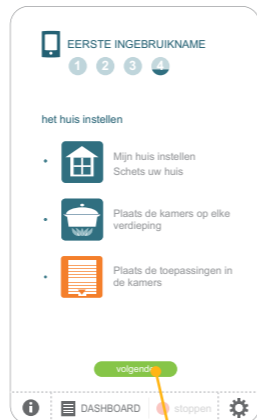 EERSTE INGEBRUIKNAME
1 2 3 4
het huis instellen
Mijn huis instellen
Schets uw huis
Plaats de kamers op elke
verdieping
Plaats de toepassingen in
de kamers
volgende
DASHBOARD stoppen